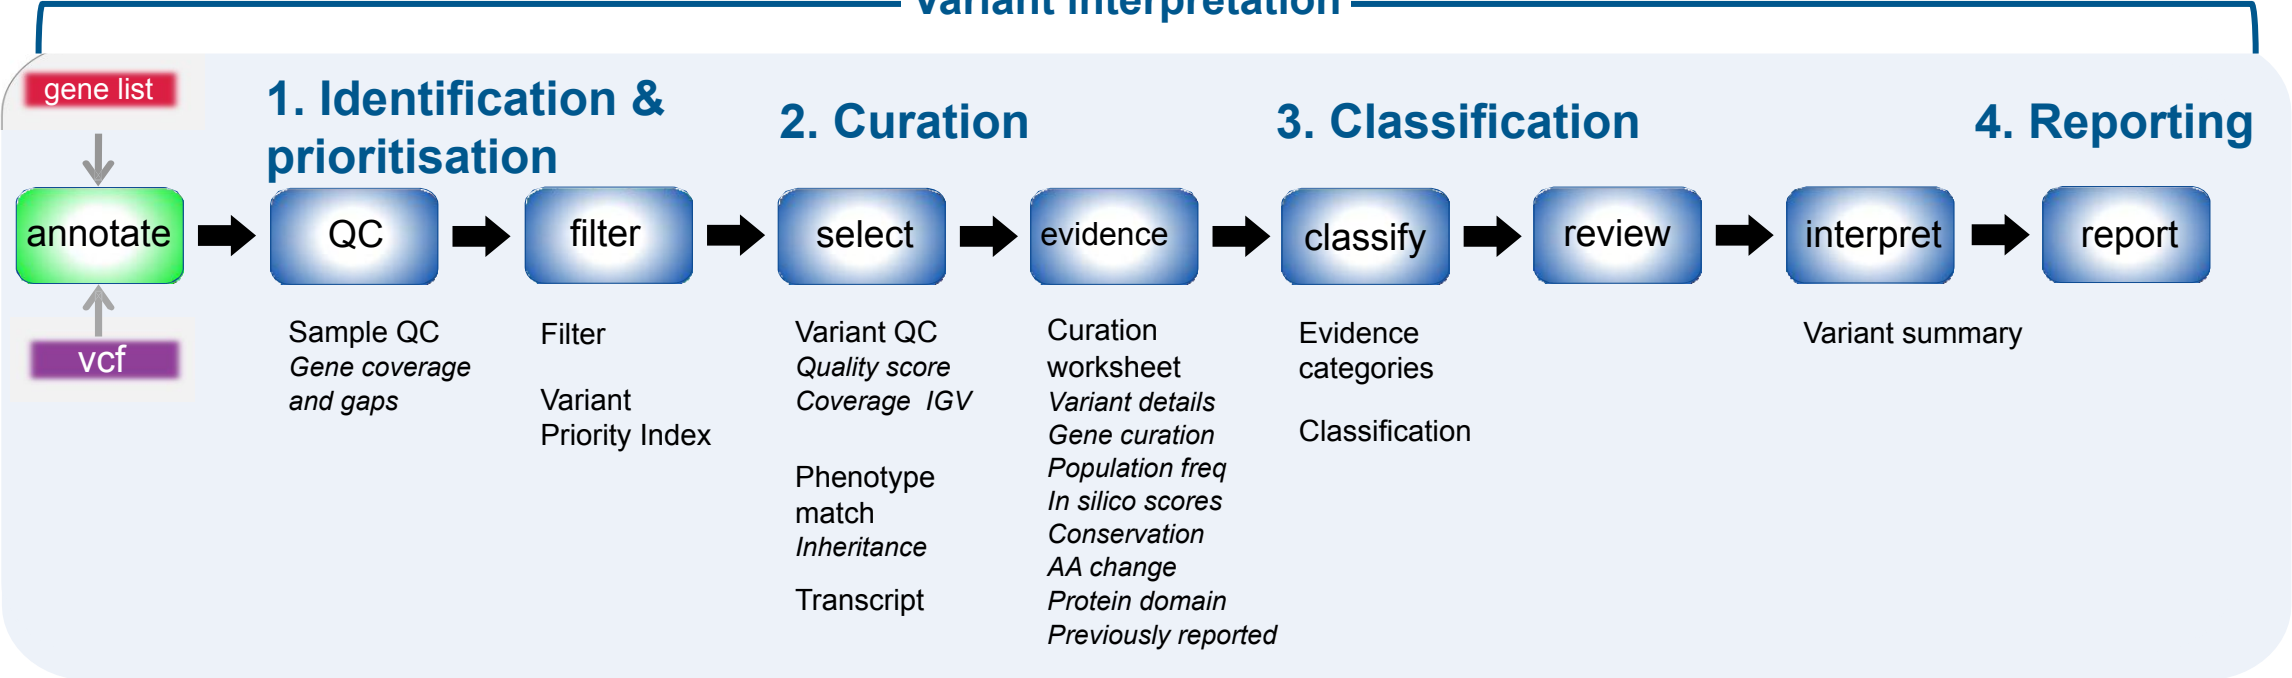 Variant interpretation
gene list
1. Identification &
prioritisation
2. Curation
3. Classification
4. Reporting
annotate
QC
filter
select
evidence
classify
review
interpret
report
vcf
Sample QC
Gene coverage
and gaps
Filter
Variant
Priority Index
Variant QC
Quality score
Coverage IGV
Phenotype
match
Inheritance
Transcript
Curation
worksheet
Variant details
Gene curation
Population freq
In silico scores
Conservation
AA change
Protein domain
Previously reported
Evidence
categories
Classification
Variant summary